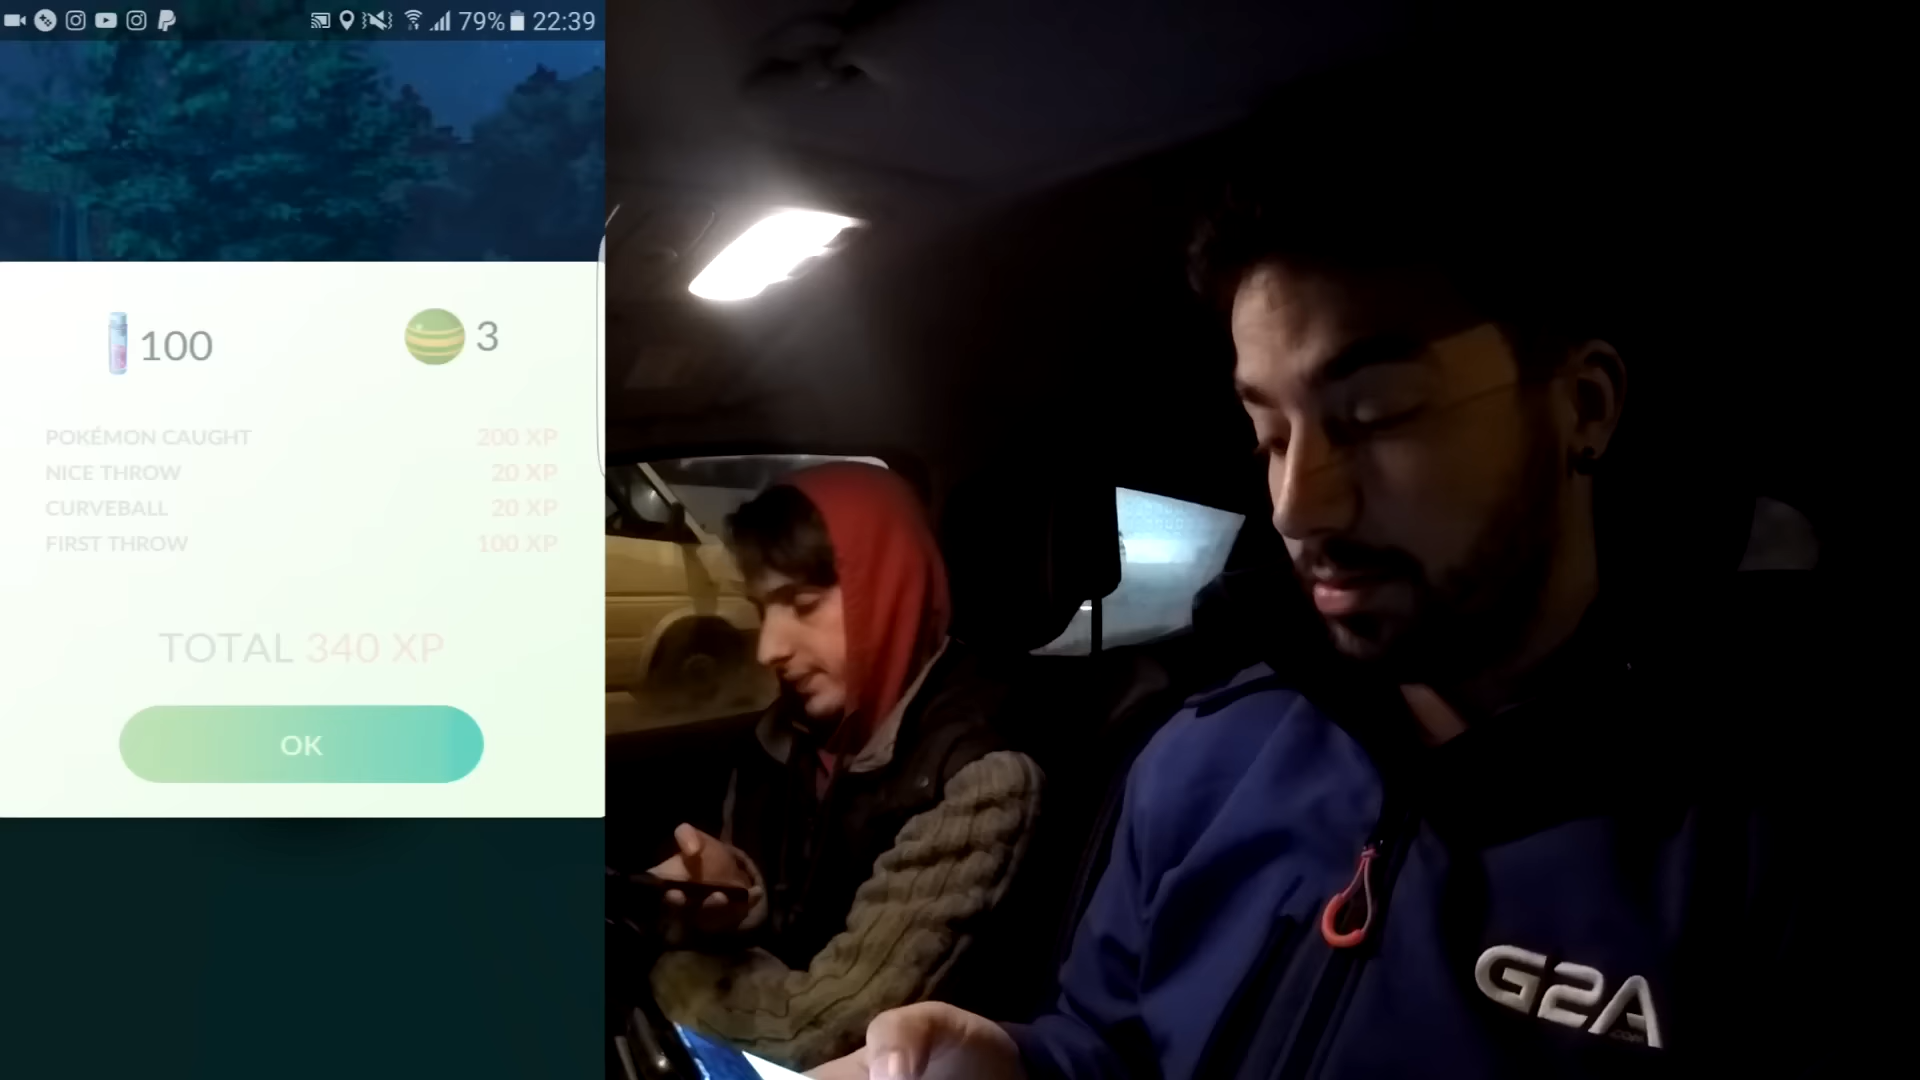 79% 22:39
100
3
POKÉMON CAUGHT 200 XP
NICE THROW 20 XP
CURVEBALL 20 XP
FIRST THROW 100 XP
TOTAL 340 XP
OK
G2A
.COM